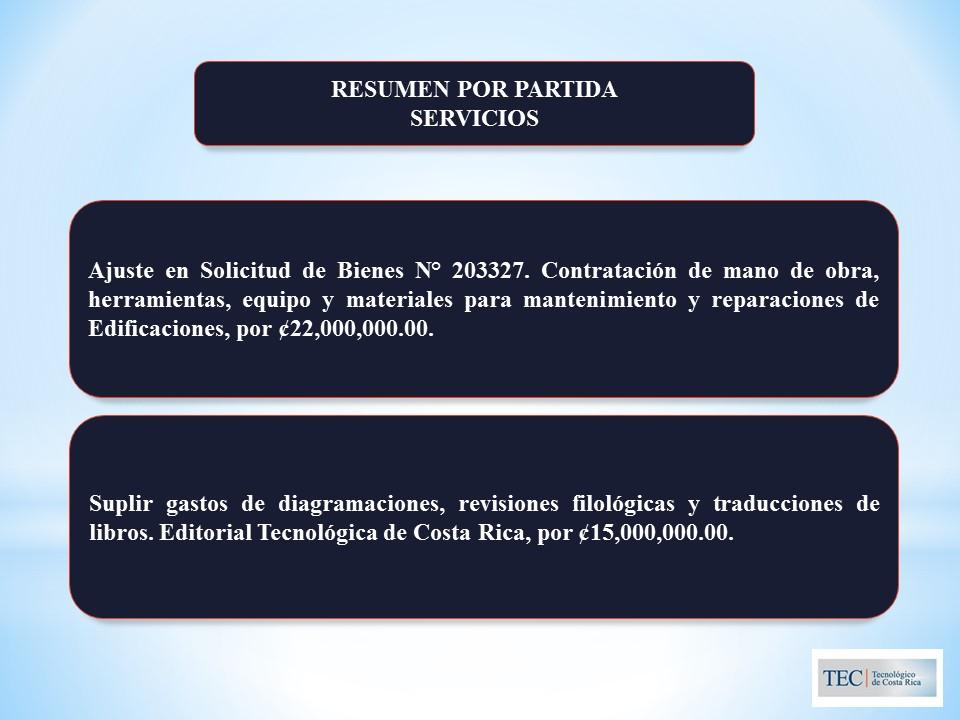 RESUMEN POR PARTIDA
SERVICIOS
Ajuste en Solicitud de Bienes N° 203327. Contratación de mano de obra,
herramientas, equipo y materiales para mantenimiento y reparaciones de
Edificaciones, por ¢22,000,000.00.
Suplir gastos de diagramaciones, revisiones filológicas y traducciones de
libros. Editorial Tecnológica de Costa Rica, por ¢15,000,000.00.
TEC | Tecnológico
de Costa Rica